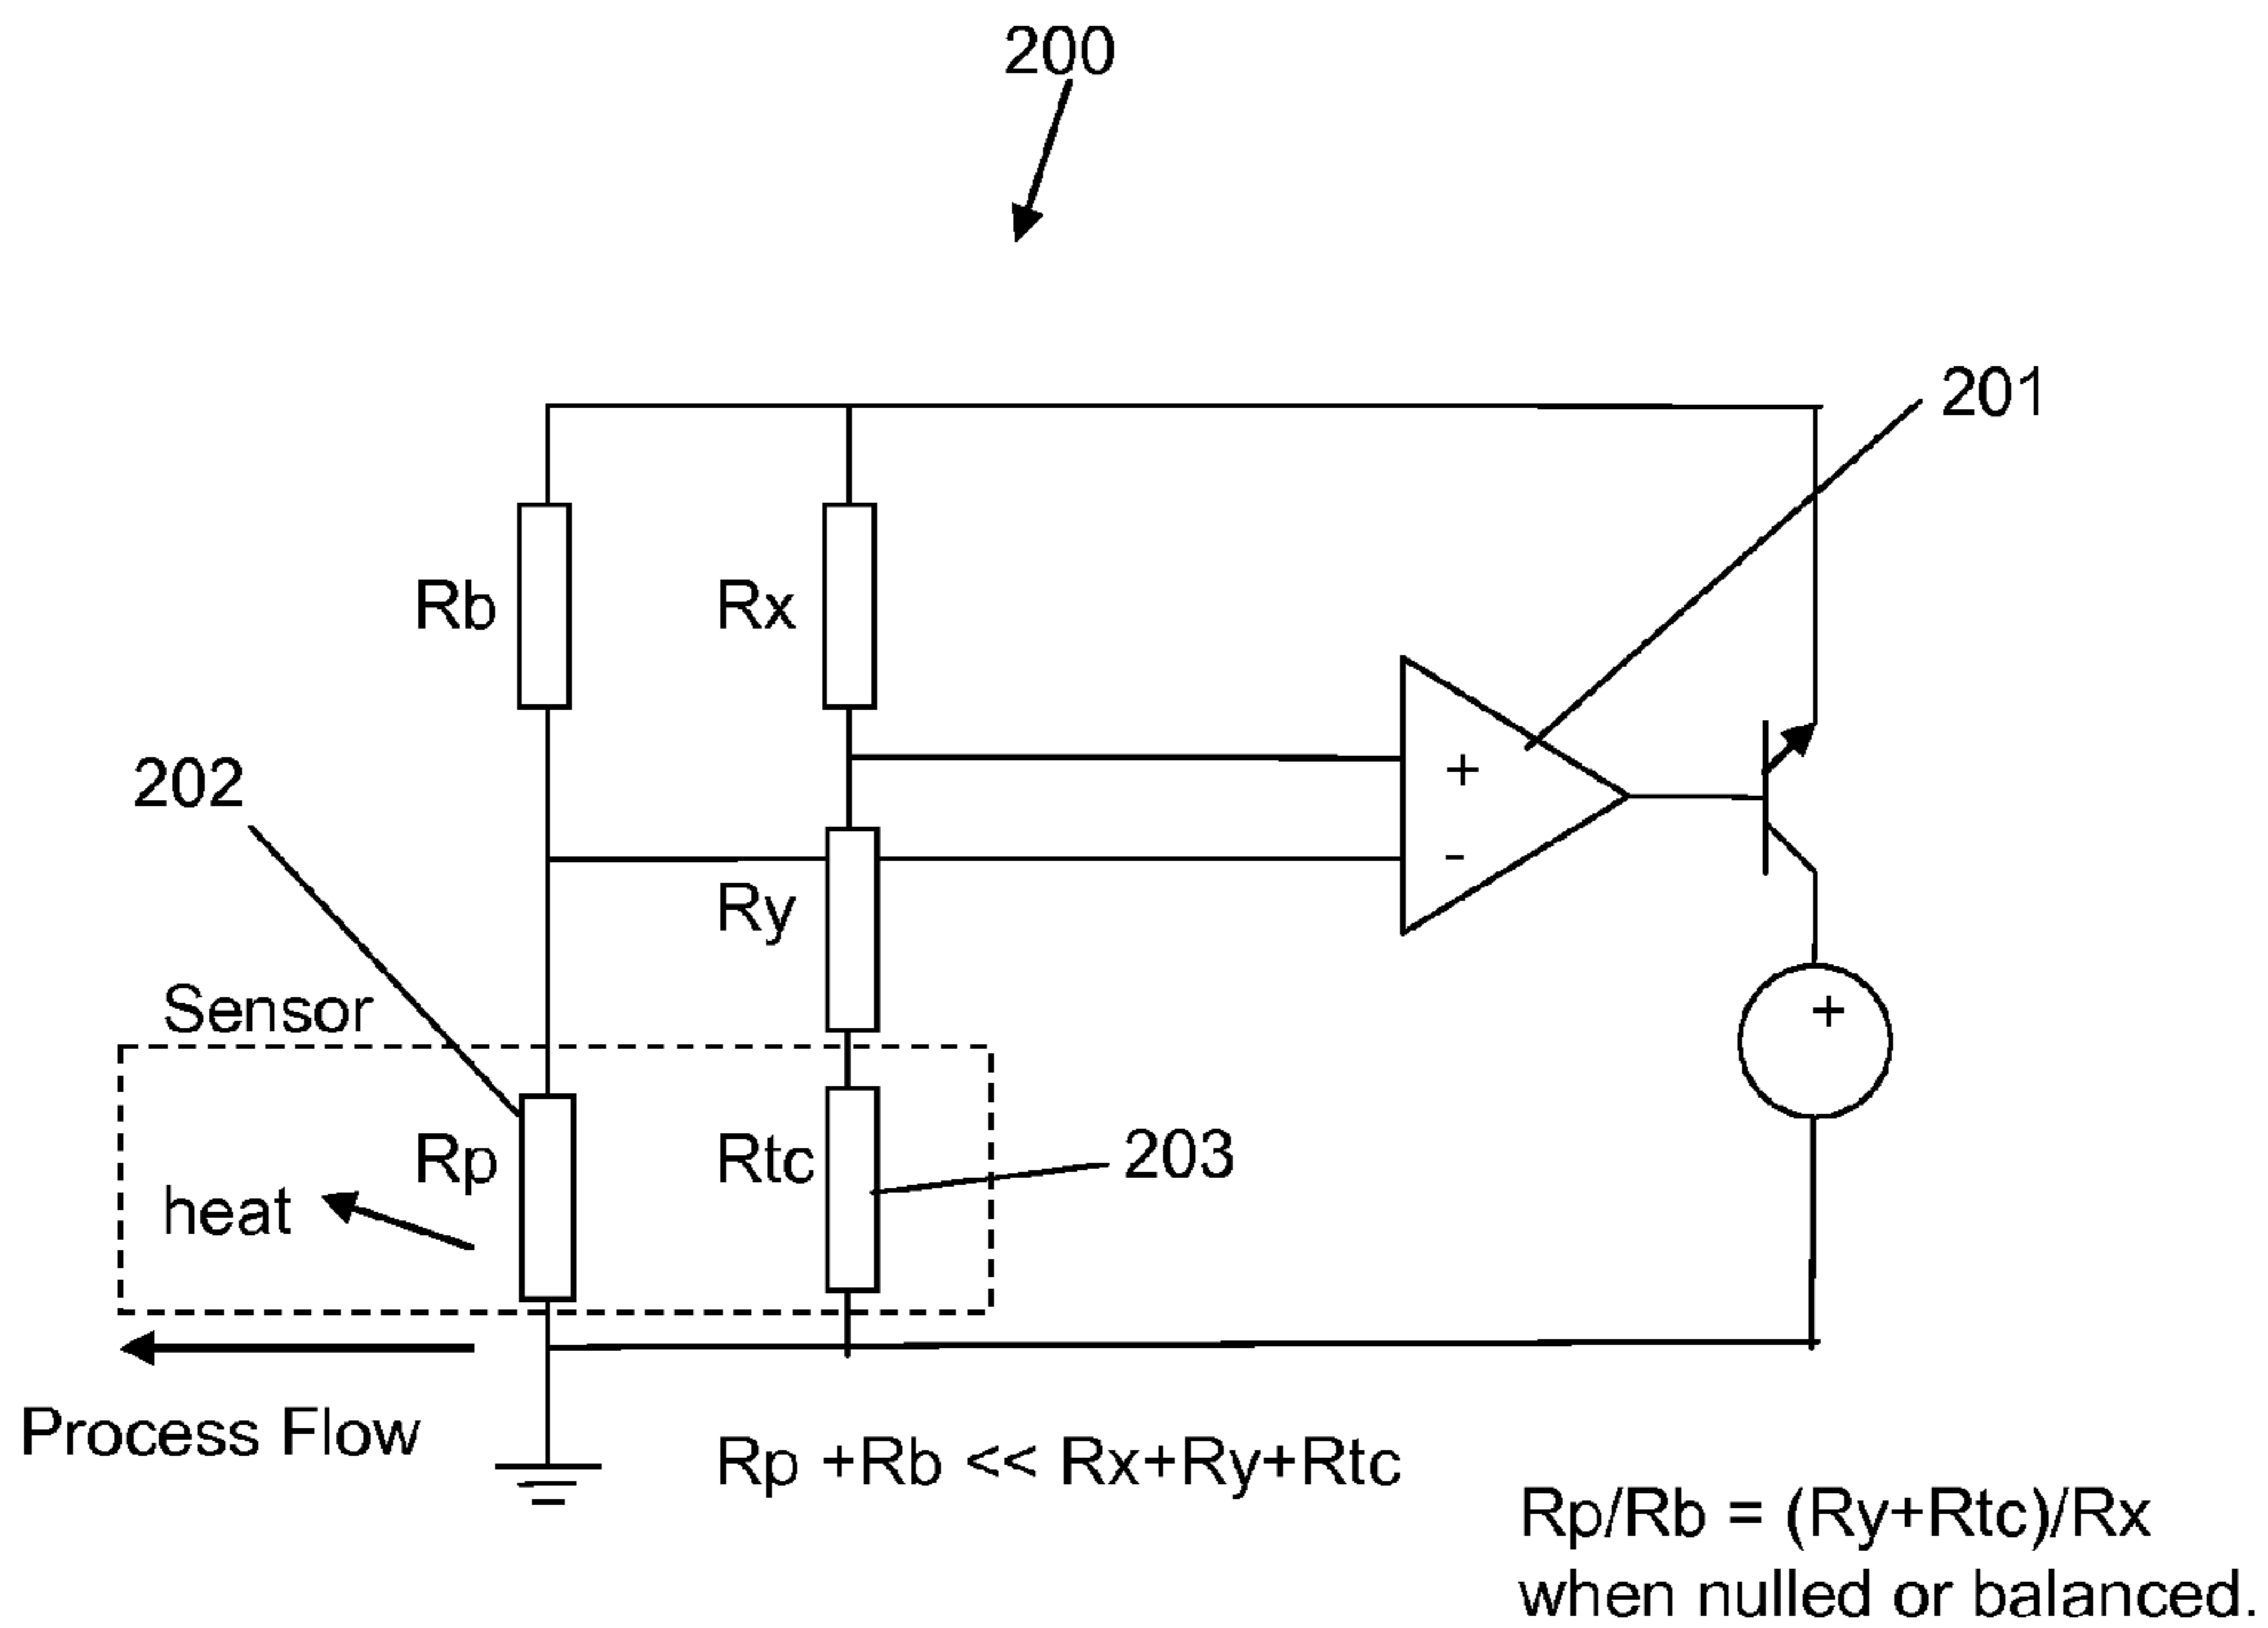 200
201
Rb
Rx
202
+
-
Ry
+
Sensor
Rp
Rtc
203
heat
Process Flow
Rp +Rb << Rx+Ry+Rtc
Rp/Rb = (Ry+Rtc)/Rx
when nulled or balanced.